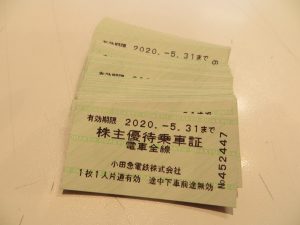 有効期限 2020.-5.31まで
有効期限 2020.-5.31まで
株主優待乗車証
電車全線
小田急電鉄株式会社
1枚1人片道有効 途中下車前途無効
№452447